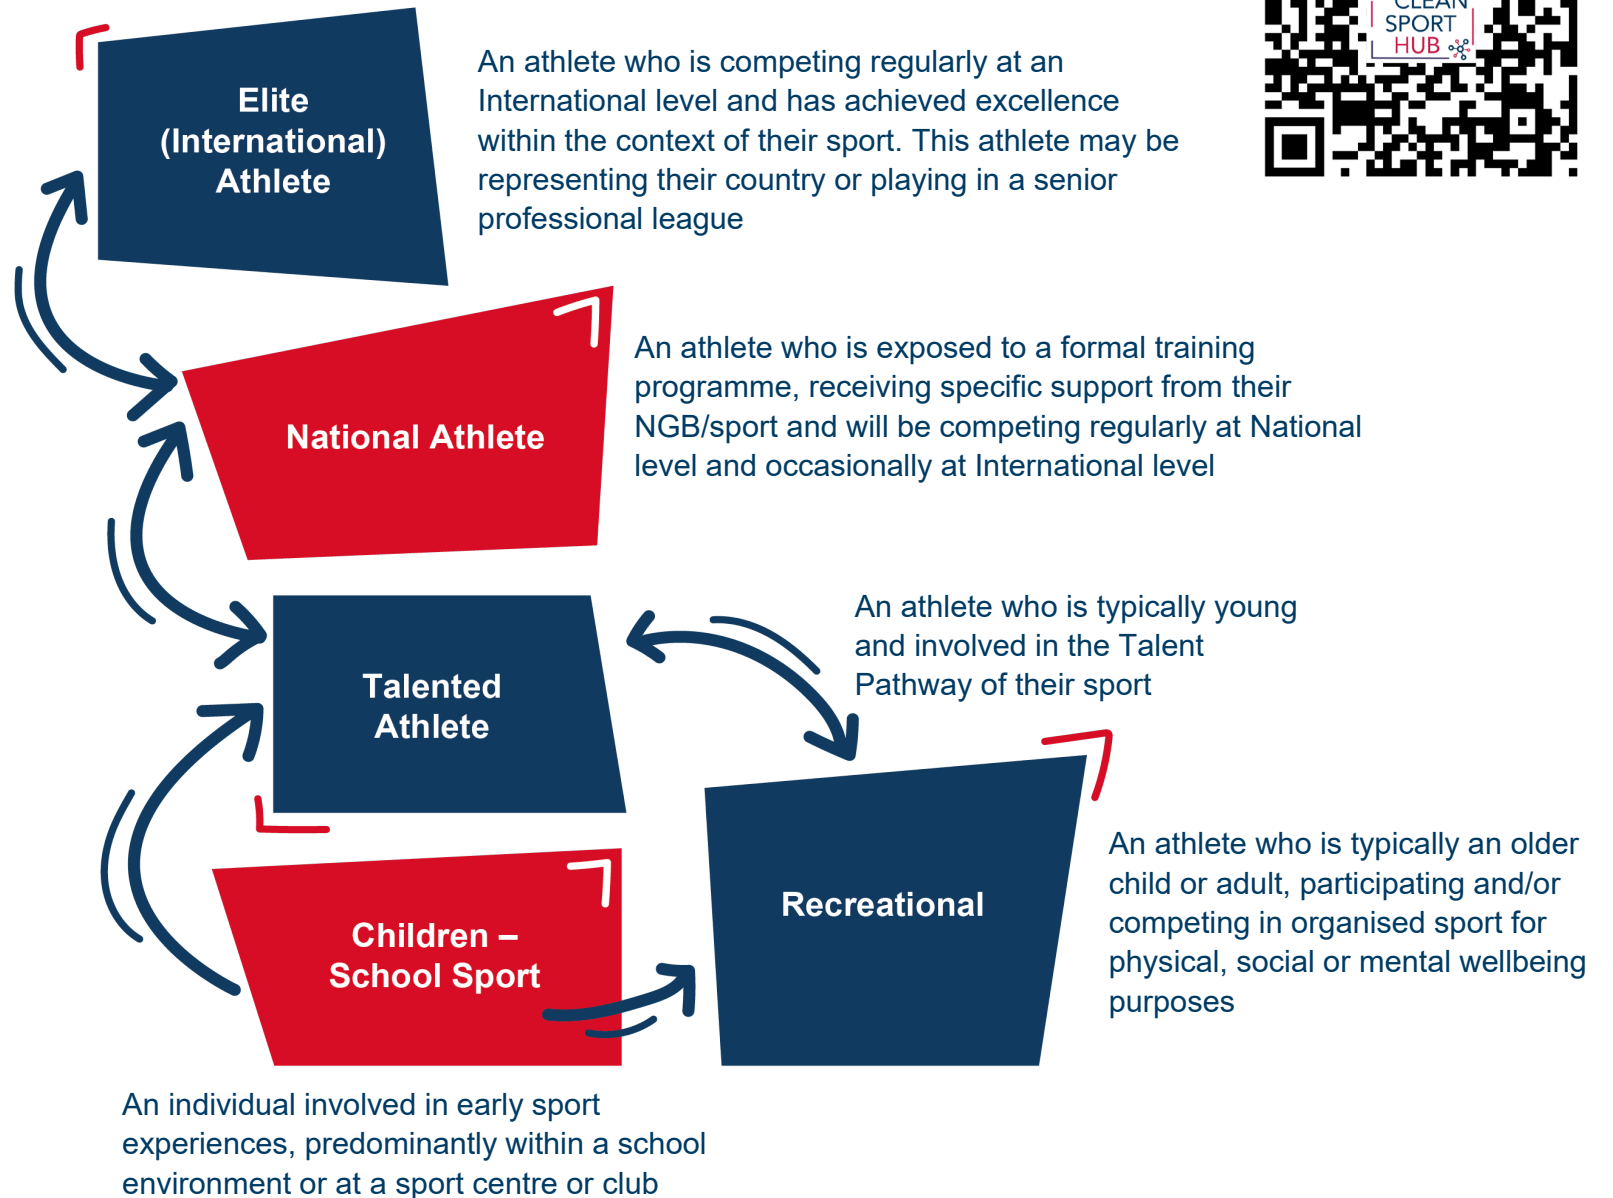 CLEAN
SPORT
HUB
Elite
(International)
Athlete
An athlete who is competing regularly at an
International level and has achieved excellence
within the context of their sport. This athlete may be
representing their country or playing in a senior
professional league
National Athlete
An athlete who is exposed to a formal training
programme, receiving specific support from their
NGB/sport and will be competing regularly at National
level and occasionally at International level
Talented
Athlete
An athlete who is typically young
and involved in the Talent
Pathway of their sport
Recreational
An athlete who is typically an older
child or adult, participating and/or
competing in organised sport for
physical, social or mental wellbeing
purposes
Children –
School Sport
An individual involved in early sport
experiences, predominantly within a school
environment or at a sport centre or club